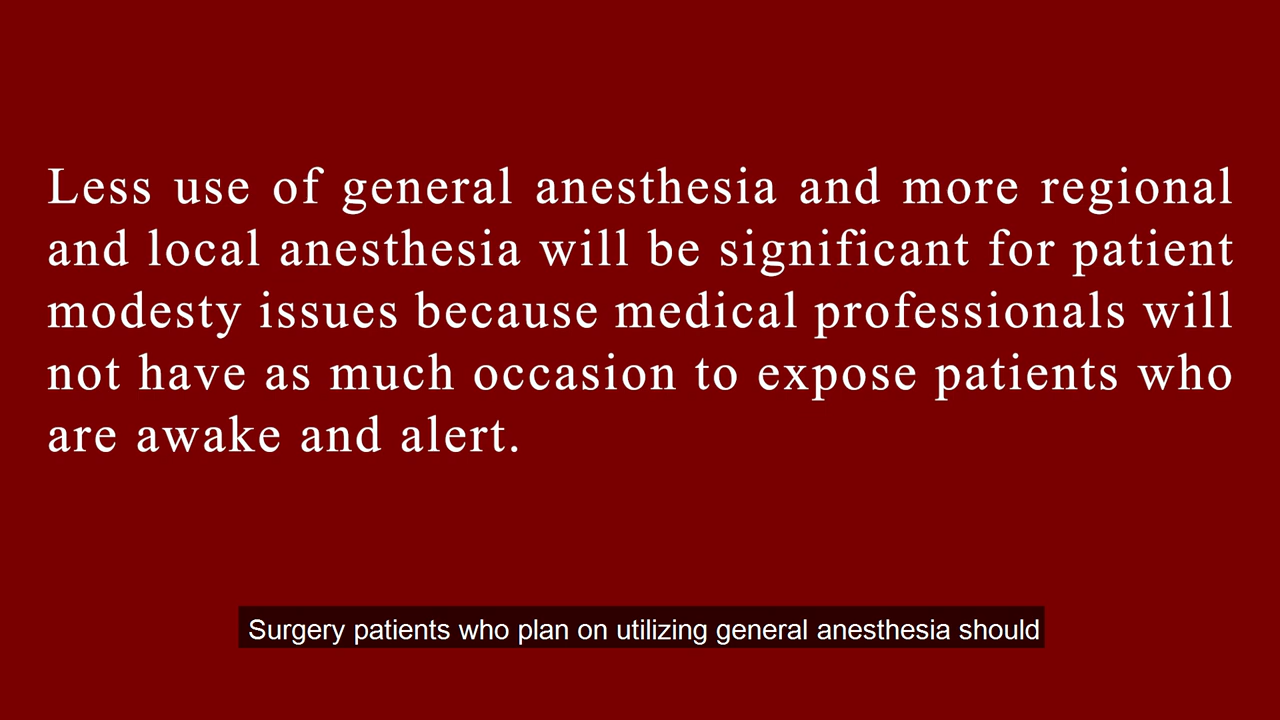 Less use of general anesthesia and more regional
and local anesthesia will be significant for patient
modesty issues because medical professionals will
not have as much occasion to expose patients who
are awake and alert.
Surgery patients who plan on utilizing general anesthesia should